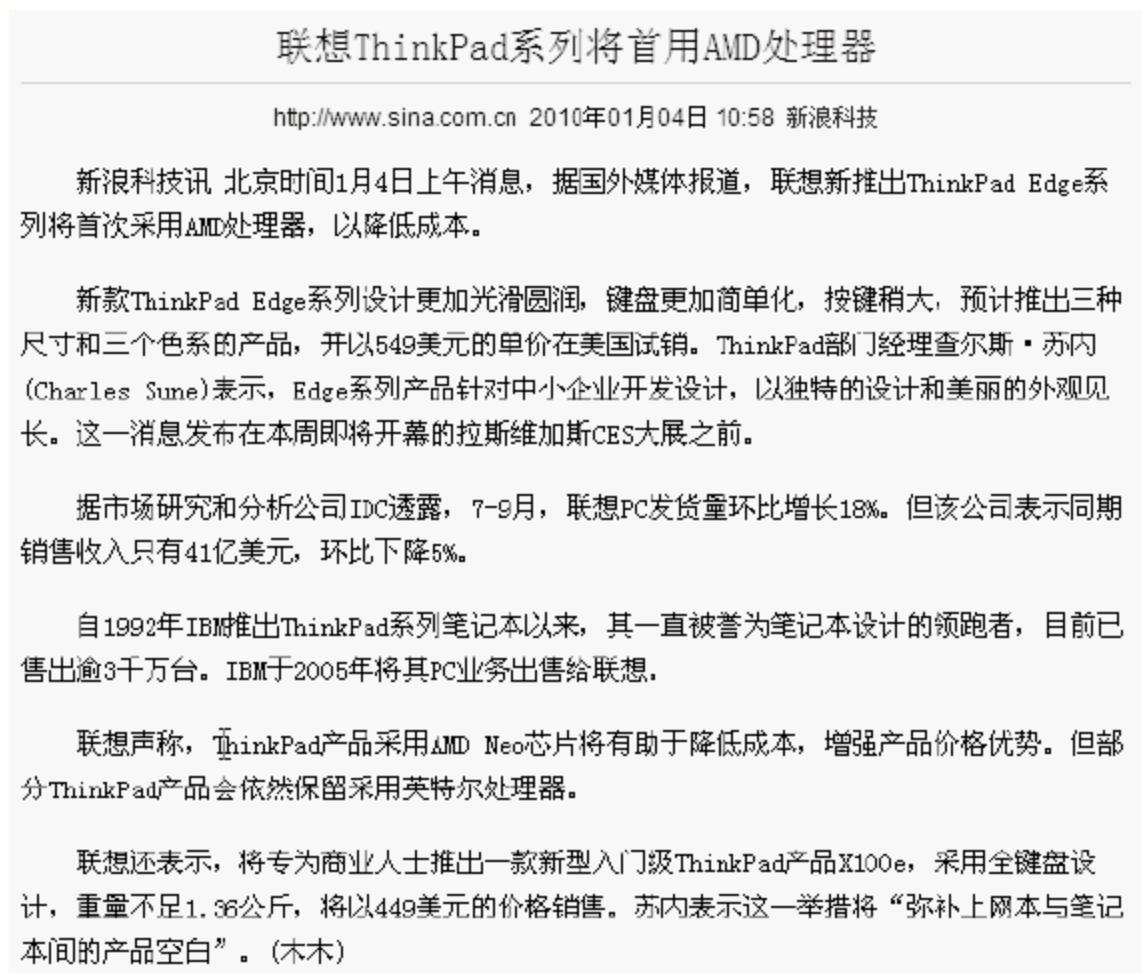 联想ThinkPad系列将首用AMD处理器
http://www.sina.com.cn 2010年01月04日 10:58 新浪科技
新浪科技讯 北京时间1月4日上午消息，据国外媒体报道，联想新推出ThinkPad Edge系
列将首次采用AMD处理器，以降低成本。
新款ThinkPad Edge系列设计更加光滑圆润，键盘更加简单化，按键稍大，预计推出三种
尺寸和三个色系的产品，并以549美元的单价在美国试销。ThinkPad部门经理查尔斯·苏内
(Charles Sune)表示，Edge系列产品针对中小企业开发设计，以独特的设计和美丽的外观见
长。这一消息发布在本周即将开幕的拉斯维加斯CES大展之前。
据市场研究和分析公司IDC透露，7-9月，联想PC发货量环比增长18%。但该公司表示同期
销售收入只有41亿美元，环比下降5%。
自1992年IBM推出ThinkPad系列笔记本以来，其一直被誉为笔记本设计的领跑者，目前已
售出逾3千万台。IBM于2005年将其PC业务出售给联想。
联想声称，ThinkPad产品采用AMD Neo芯片将有助于降低成本，增强产品价格优势。但部
分ThinkPad产品会依然保留采用英特尔处理器。
联想还表示，将专为商业人士推出一款新型入门级ThinkPad产品X100e，采用全键盘设
计，重量不足1.36公斤，将以449美元的价格销售。苏内表示这一举措将“弥补上网本与笔记
本间的产品空白”。(木木)